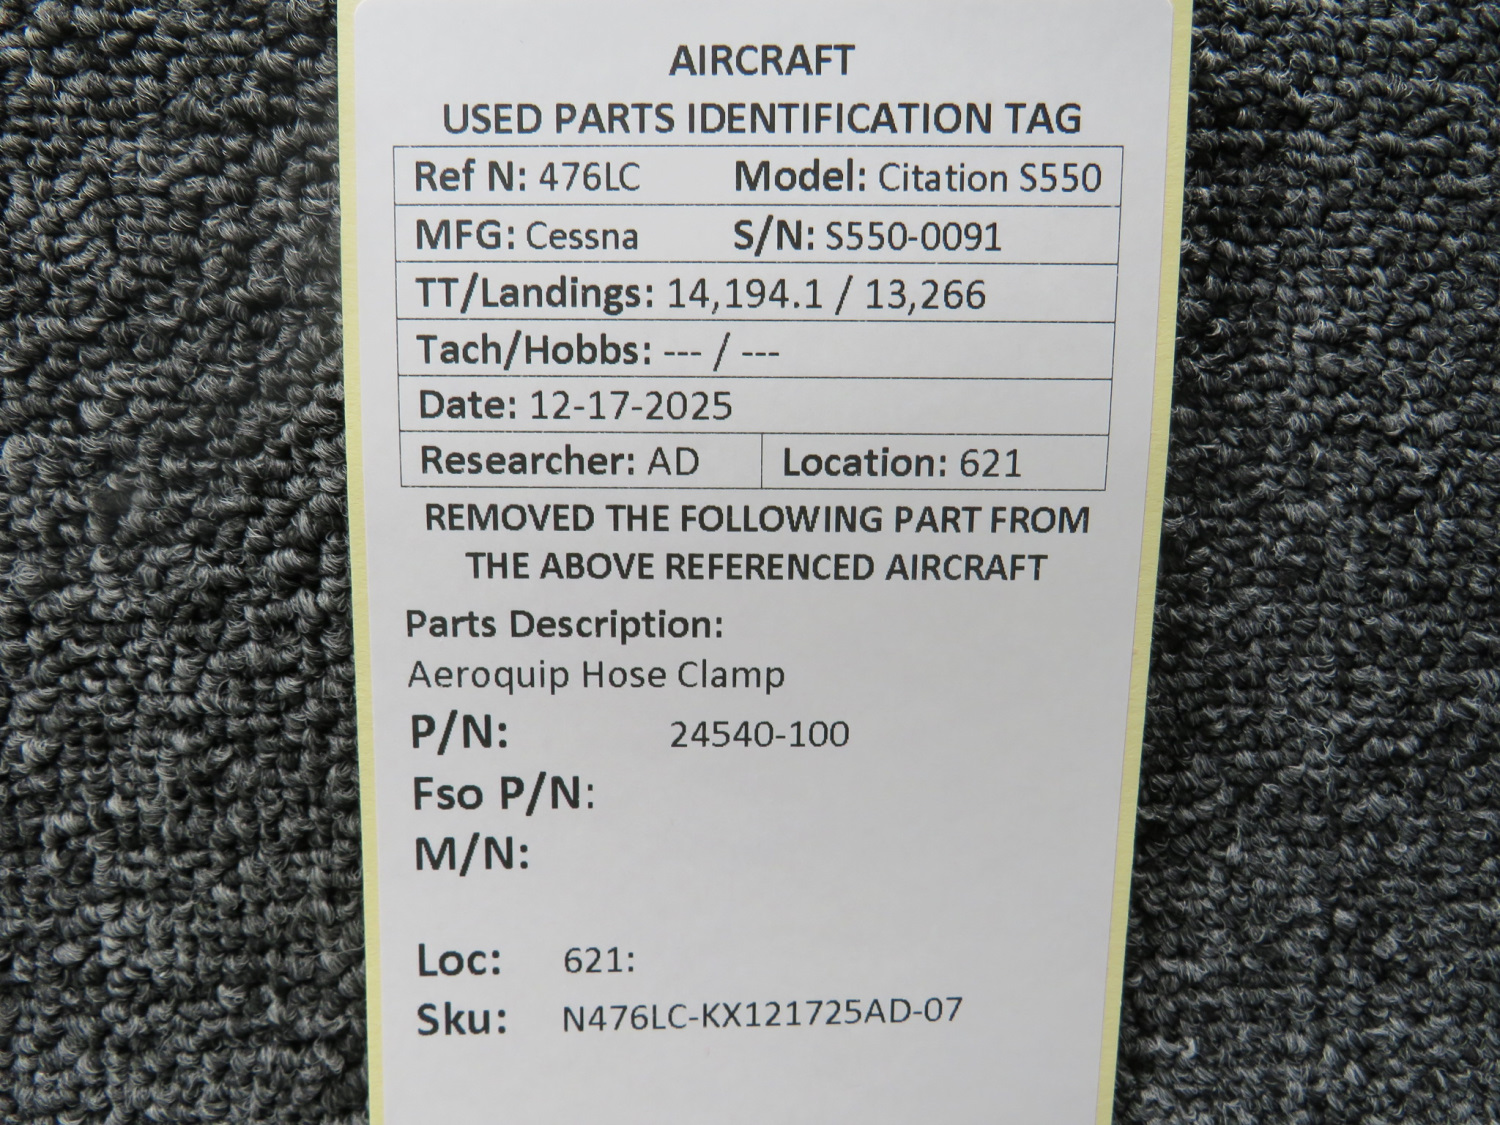 AIRCRAFT
USED PARTS IDENTIFICATION TAG
Ref N: 476LC Model: Citation S550
MFG: Cessna S/N: S550-0091
TT/Landings: 14,194.1 / 13,266
Tach/Hobbs: --- / ---
Date: 12-17-2025
Researcher: AD Location: 621
REMOVED THE FOLLOWING PART FROM
THE ABOVE REFERENCED AIRCRAFT
Parts Description:
Aeroquip Hose Clamp
P/N: 24540-100
Fso P/N:
M/N:
Loc: 621:
Sku: N476LC-KX121725AD-07